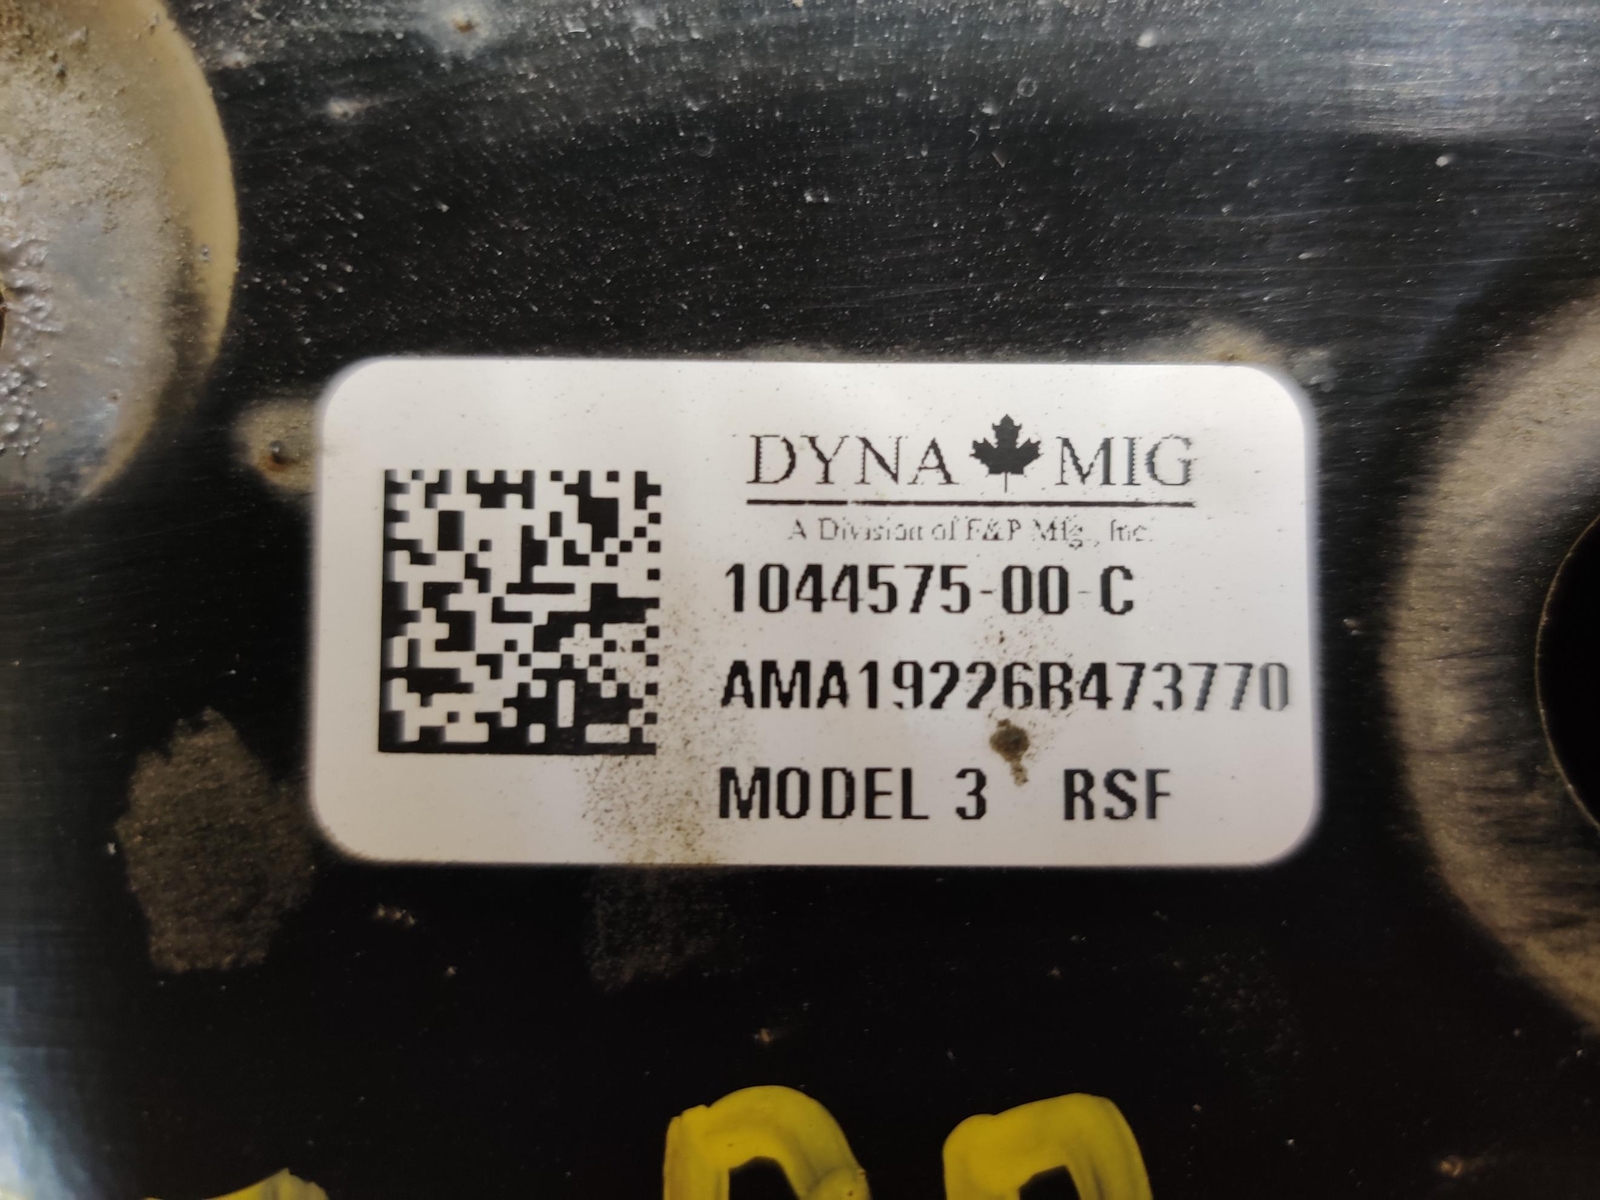 DYNA MIG
A Division of F&P Mfg., Inc.
1044575-00-C
AMA19226B473770
MODEL 3 RSF